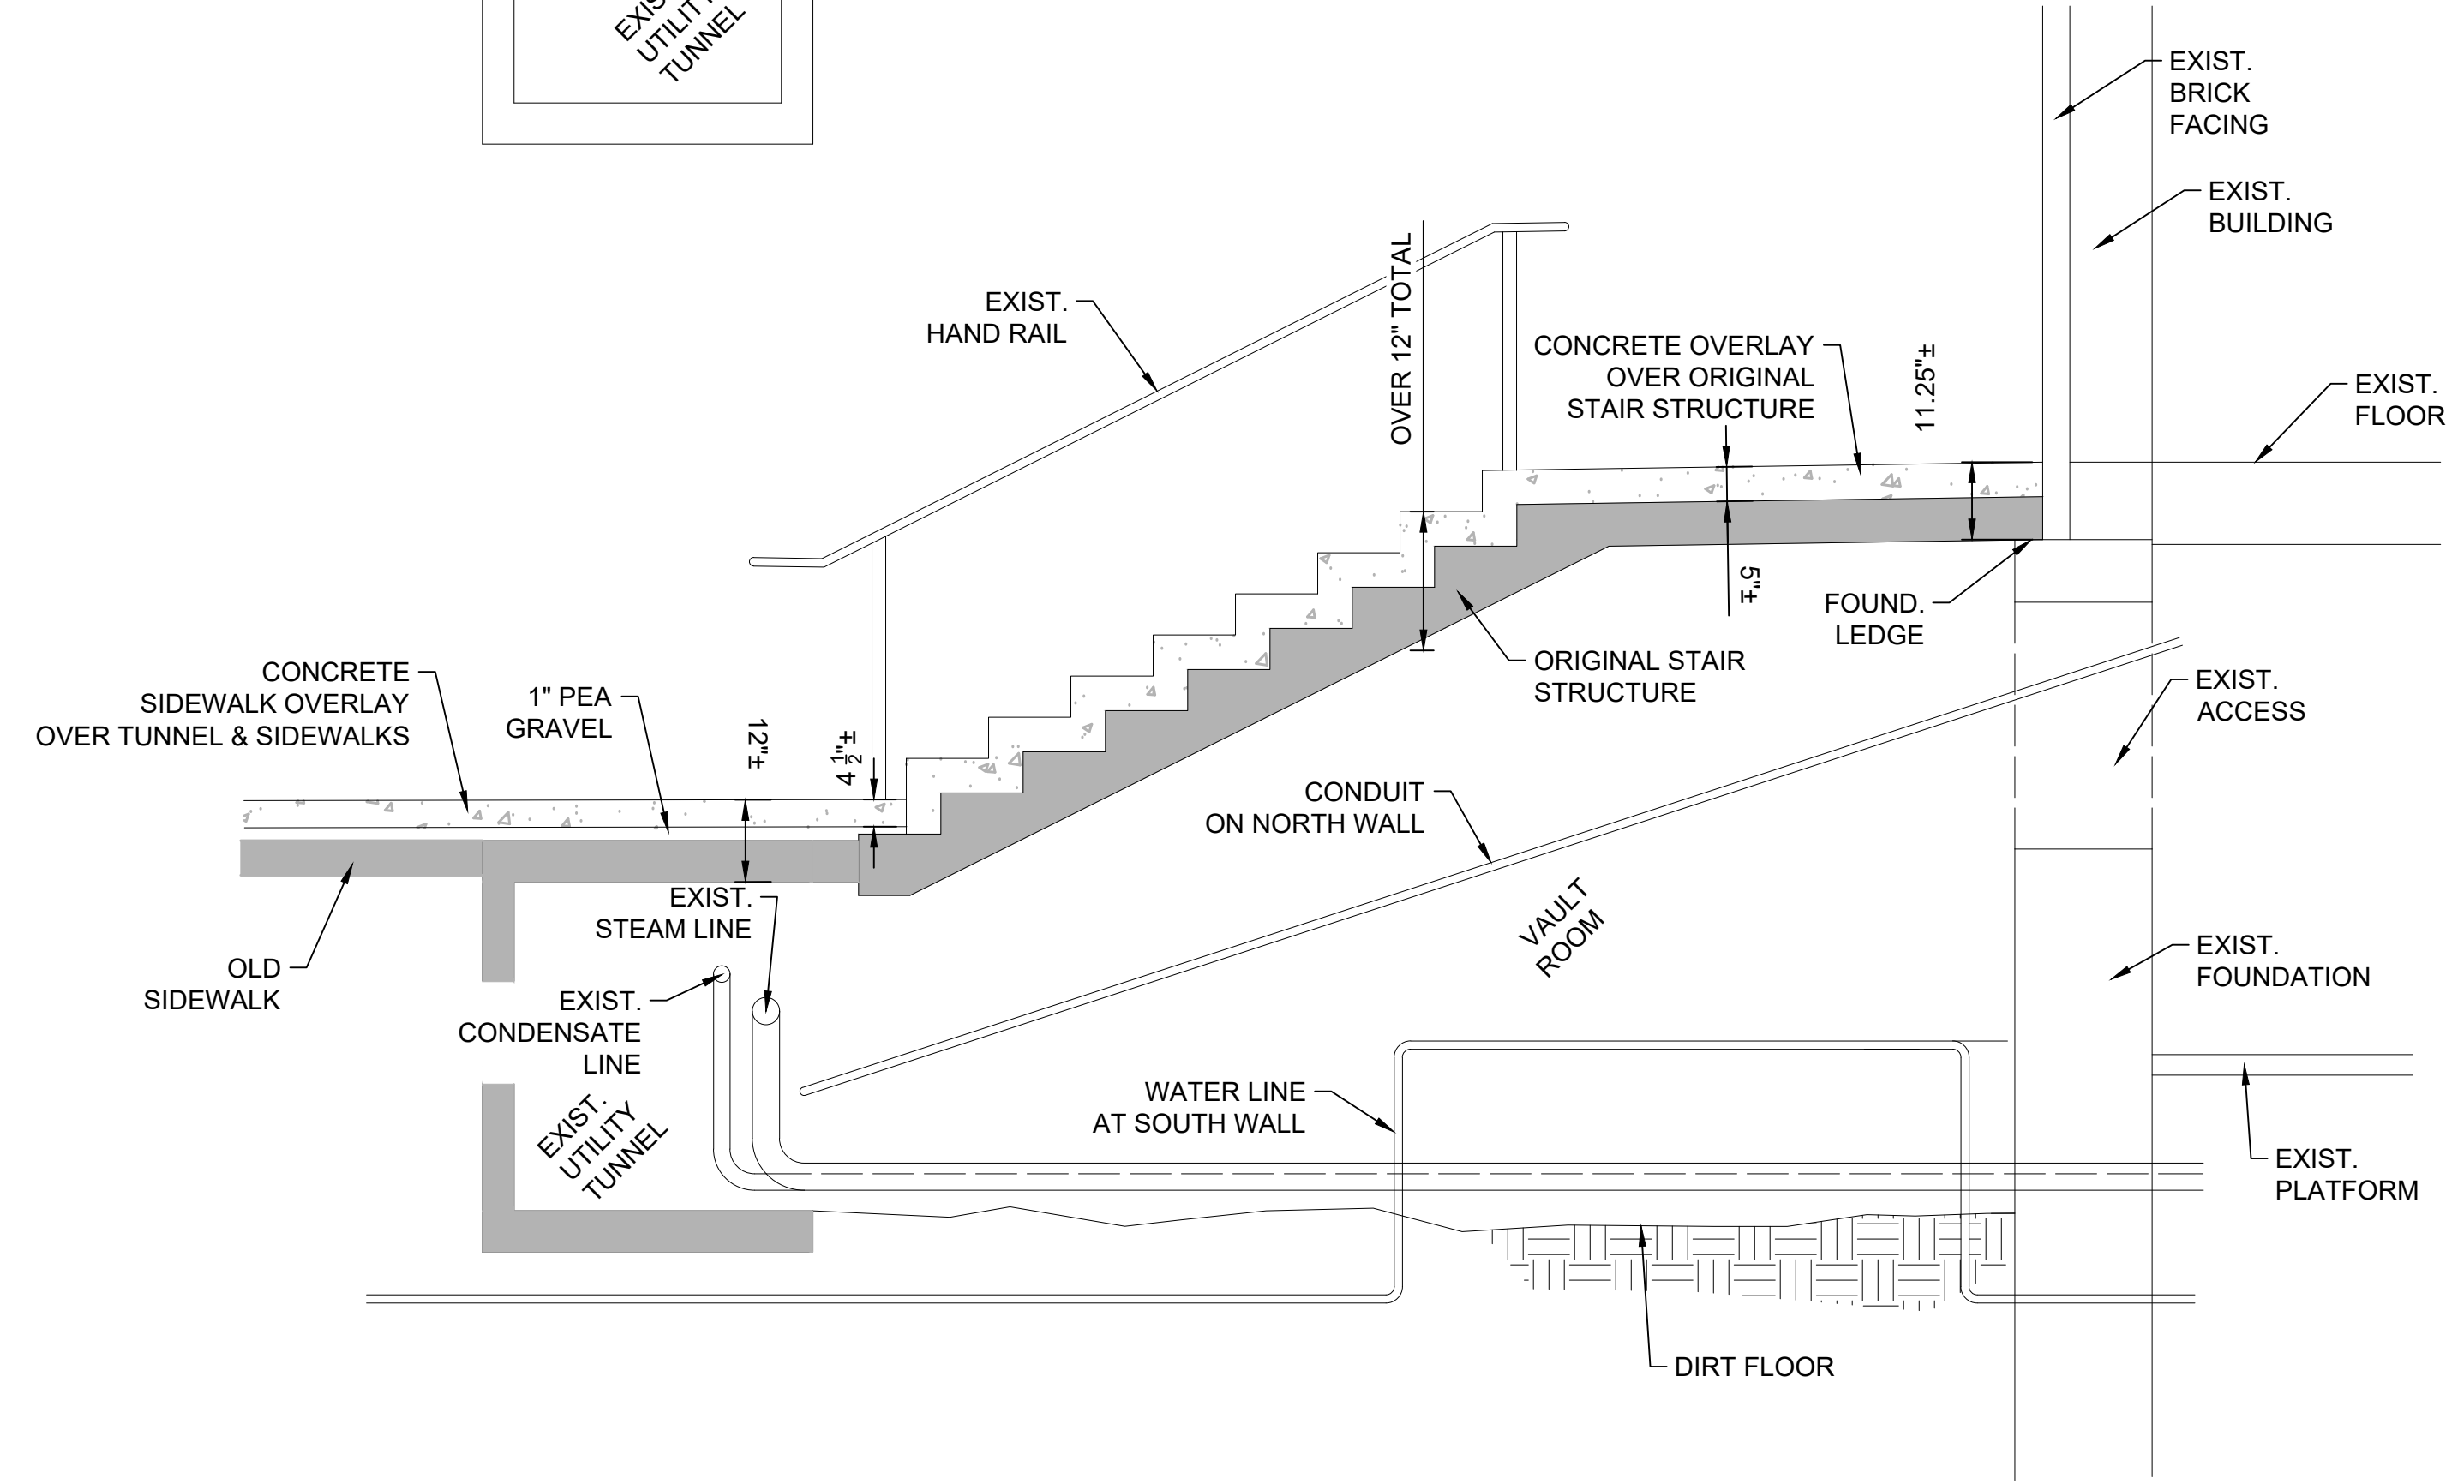 EXIST.
UTILITY
TUNNEL
EXIST.
BRICK
FACING
EXIST.
BUILDING
EXIST.
HAND RAIL
OVER 12" TOTAL
CONCRETE OVERLAY
OVER ORIGINAL
STAIR STRUCTURE
11.25"±
EXIST.
FLOOR
5"±
FOUND.
LEDGE
ORIGINAL STAIR
STRUCTURE
CONCRETE
SIDEWALK OVERLAY
OVER TUNNEL & SIDEWALKS
1" PEA
GRAVEL
12"±
4 1/2"±
EXIST.
ACCESS
CONDUIT
ON NORTH WALL
VAULT
ROOM
EXIST.
STEAM LINE
OLD
SIDEWALK
EXIST.
CONDENSATE
LINE
EXIST.
FOUNDATION
EXIST.
UTILITY
TUNNEL
WATER LINE
AT SOUTH WALL
EXIST.
PLATFORM
DIRT FLOOR